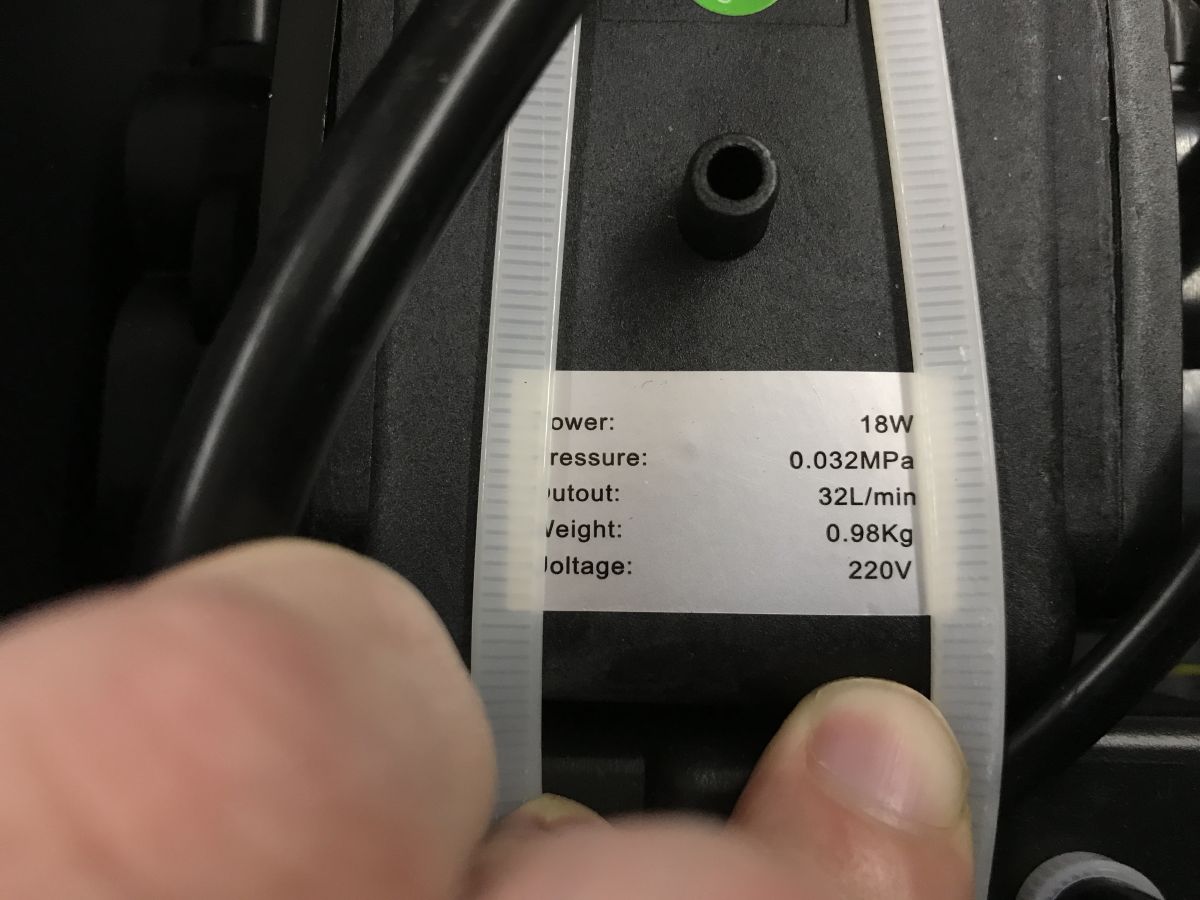 ower: 18W
ressure: 0.032MPa
utout: 32L/min
Weight: 0.98Kg
oltage: 220V